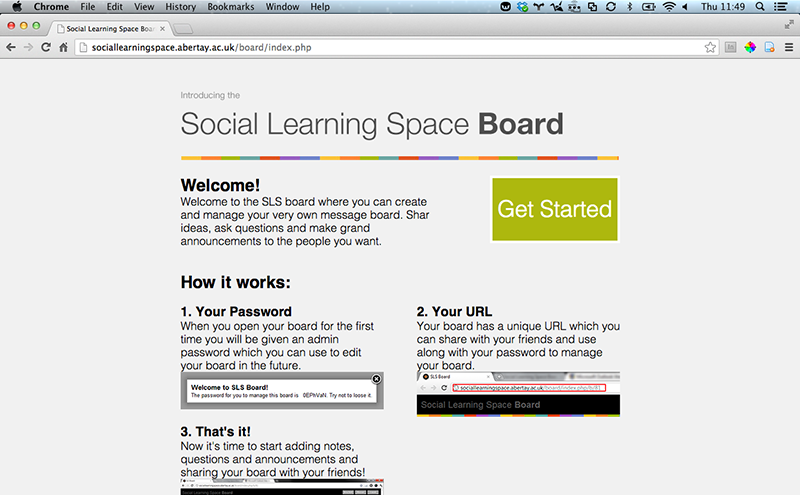 Chrome File Edit View History Bookmarks Window Help Thu 11:49
Social Learning Space Boa
sociallearningspace.abertay.ac.uk/board/index.php
Introducing the
Social Learning Space Board
Welcome!
Welcome to the SLS board where you can create
and manage your very own message board. Shar
ideas, ask questions and make grand
announcements to the people you want.
Get Started
How it works:
1. Your Password
When you open your board for the first
time you will be given an admin
password which you can use to edit
your board in the future.
Welcome to SLS Board!
The password for you to manage this board is 0EPhVaN. Try not to loose it.
2. Your URL
Your board has a unique URL which you
can share with your friends and use
along with your password to manage
your board.
SLS Board
sociallearningspace.abertay.ac.uk/board/index.php/b/81
Social Learning Space Board
3. That's it!
Now it's time to start adding notes,
questions and announcements and
sharing your board with your friends!
Social Learning Space Board